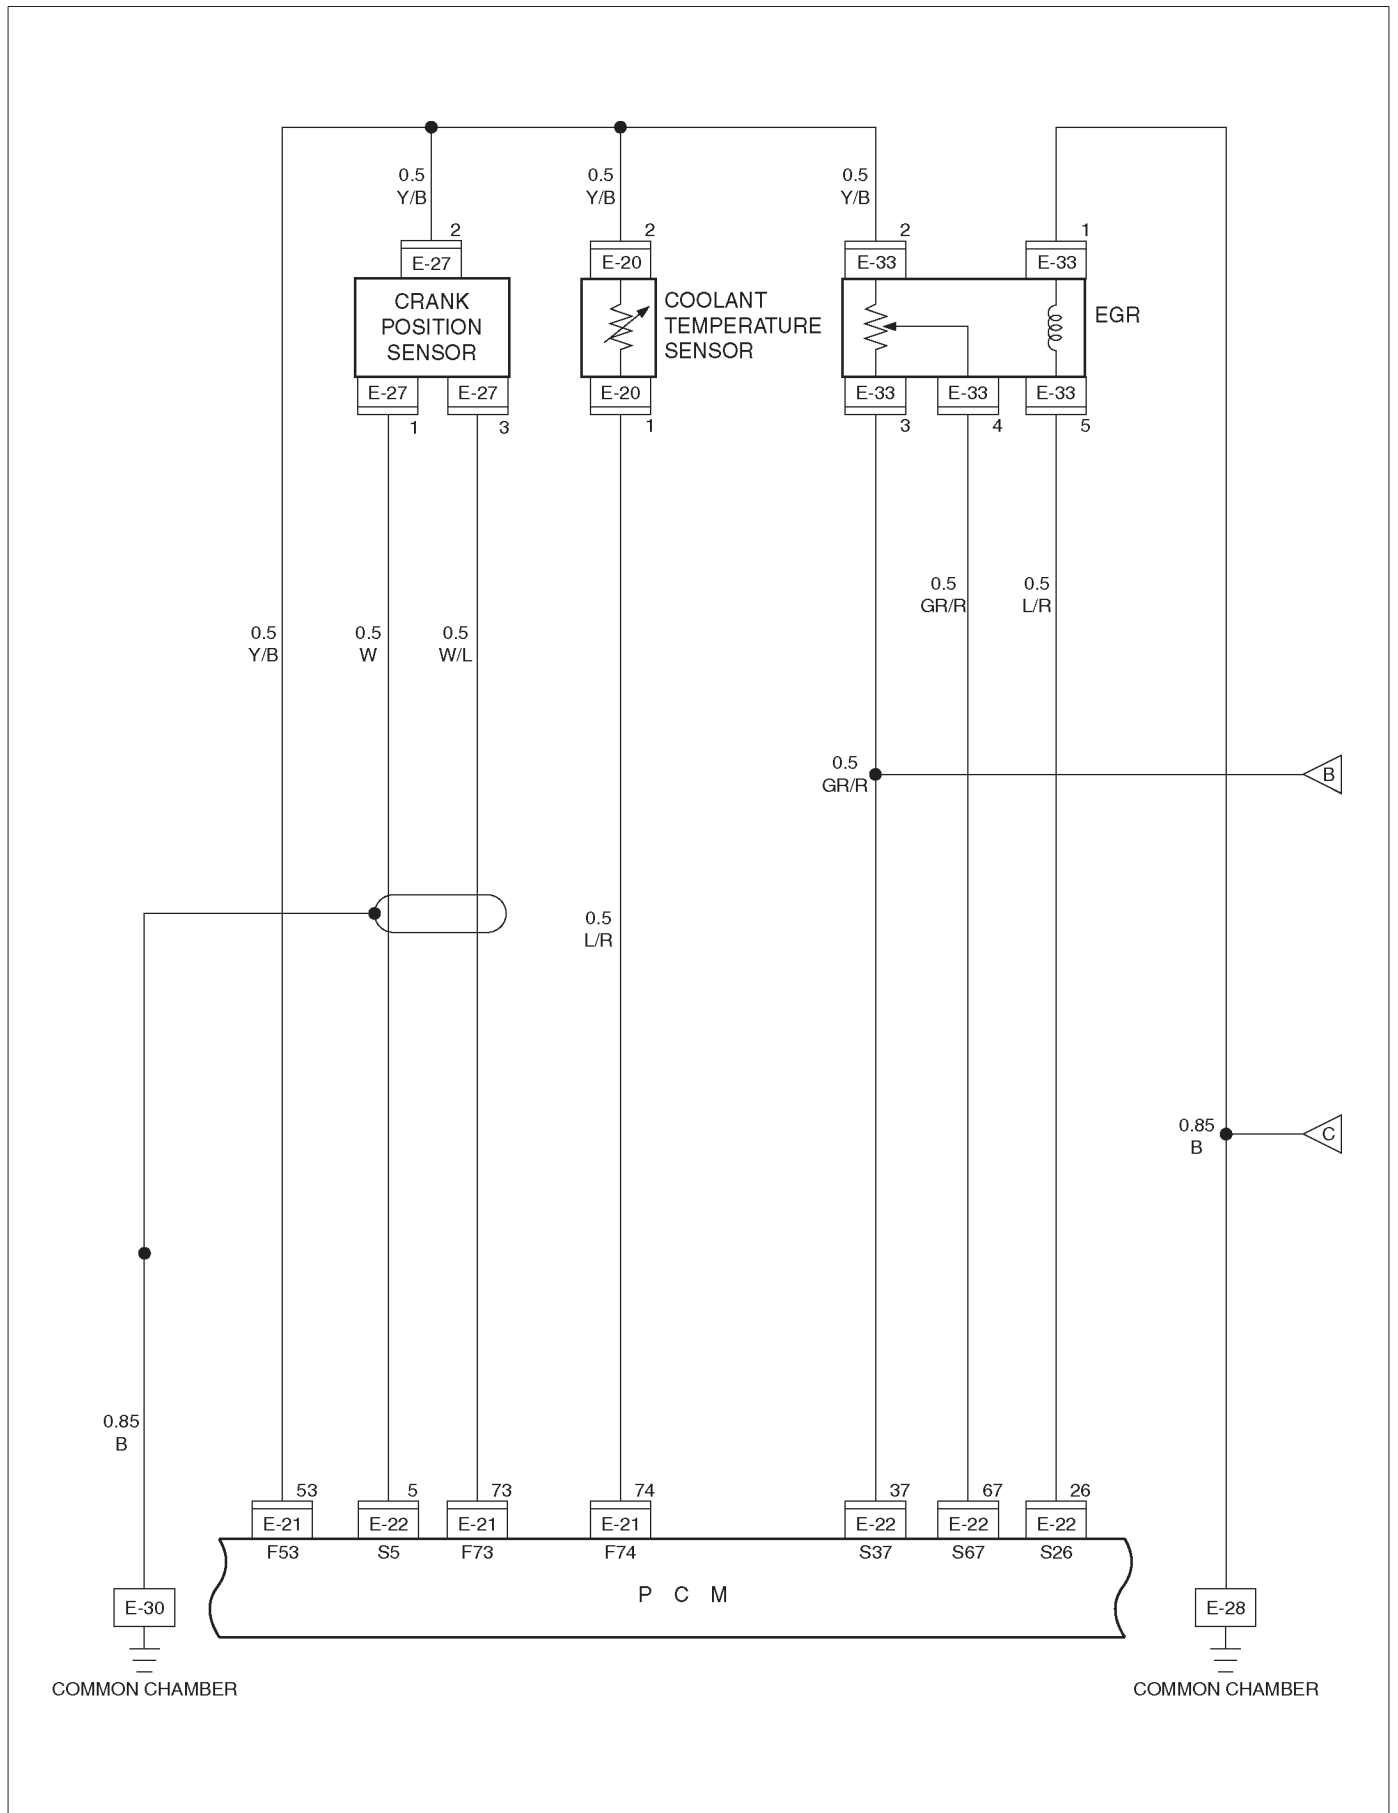 0.5
Y/B
0.5
Y/B
0.5
Y/B
2
2
2
1
E-27
E-20
E-33
E-33
CRANK
POSITION
SENSOR
COOLANT
TEMPERATURE
SENSOR
EGR
E-27
E-27
E-20
E-33
E-33
E-33
1
3
1
3
4
5
0.5
GR/R
0.5
L/R
0.5
Y/B
0.5
W
0.5
W/L
0.5
GR/R
B
0.5
L/R
0.85
B
C
0.85
B
53
5
73
74
37
67
26
E-21
E-22
E-21
E-21
E-22
E-22
E-22
F53
S5
F73
F74
S37
S67
S26
P C M
E-30
E-28
COMMON CHAMBER
COMMON CHAMBER